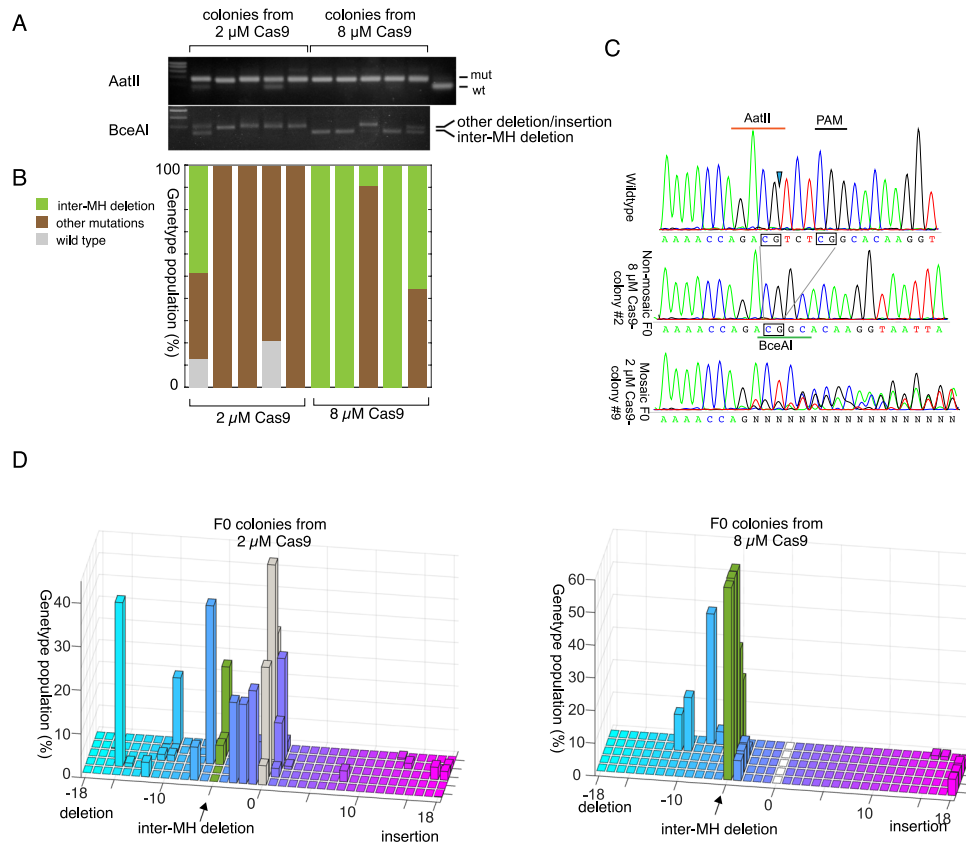 A
colonies from
2 µM Cas9
colonies from
8 µM Cas9
AatII
mut
wt
BceAI
other deletion/insertion
inter-MH deletion
B
inter-MH deletion
other mutations
wild type
Genetype population (%)
100
0
2 µM Cas9
8 µM Cas9
C
AatII
PAM
Wildtype
A A A A C C A G A C G T C T C G G C A C A A G G T
Non-mosaic F0
8 µM Cas9-
colony #2
A A A A C C A G A C G G C A C A A G G T A A T T A
BceAI
Mosaic F0
2 µM Cas9-
colony #9
A A A A C C A G N N N N N N N N N N N N N N N N N
D
F0 colonies from
2 µM Cas9
Genetype population (%)
40
30
20
10
0
-18
-10
0
10
18
deletion
inter-MH deletion
insertion
F0 colonies from
8 µM Cas9
Genetype population (%)
60
50
40
30
20
10
0
-18
-10
0
10
18
deletion
inter-MH deletion
insertion